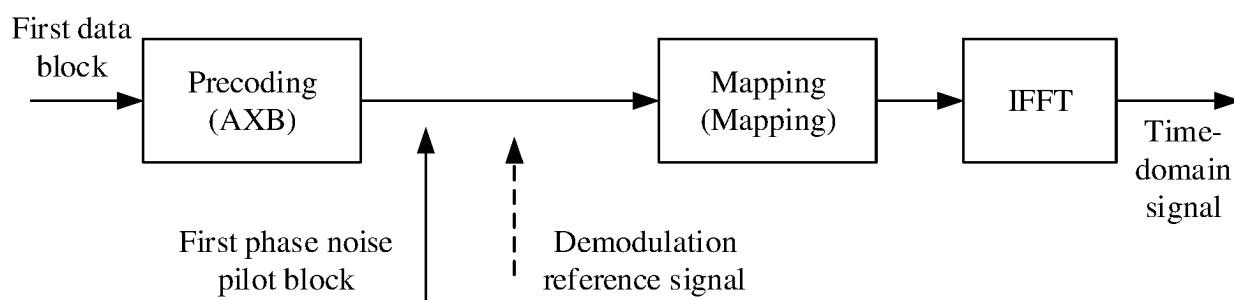 First data
block
Precoding
(AXB)
Mapping
(Mapping)
IFFT
Time-
domain
signal
First phase noise
pilot block
Demodulation
reference signal